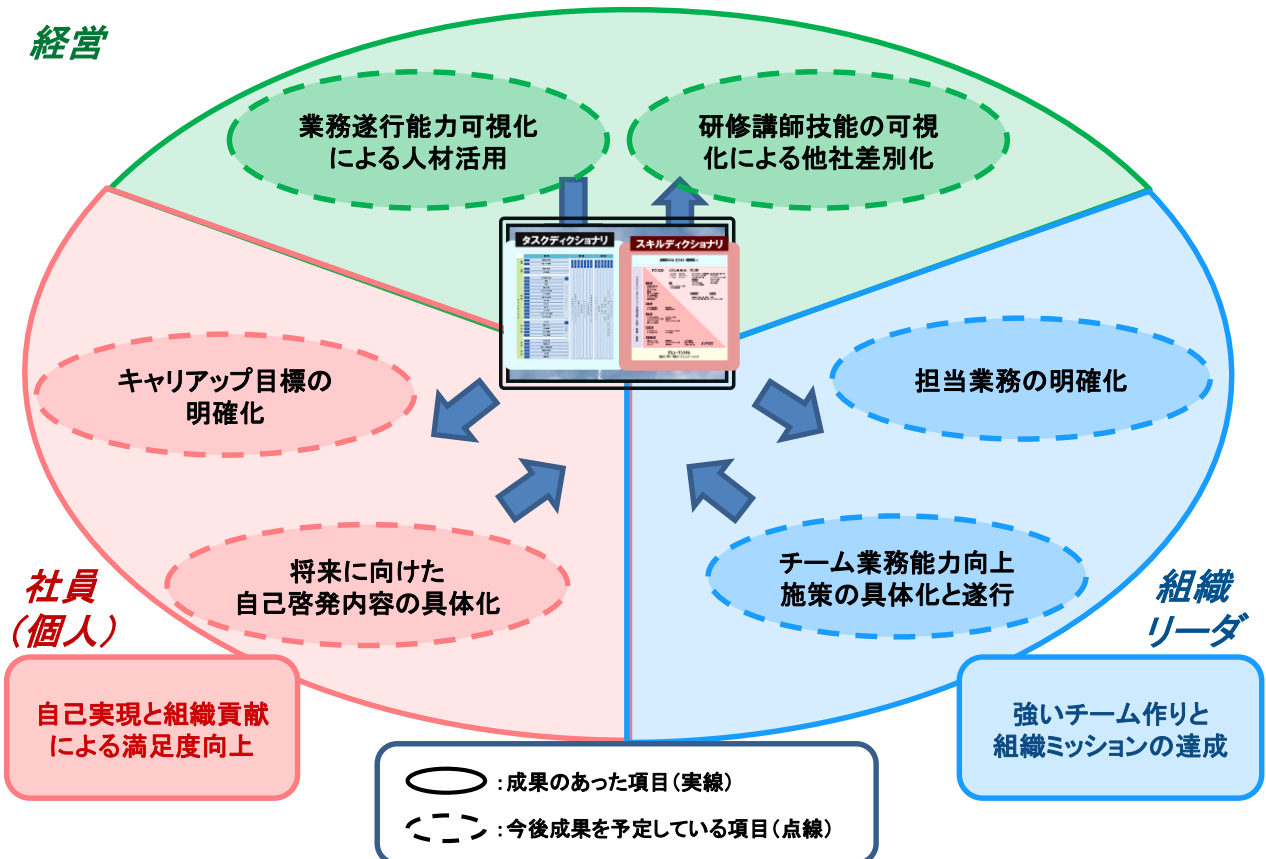 経営
業務遂行能力可視化
による人材活用
研修講師技能の可視
化による他社差別化
タスクディクショナリ
スキルディクショナリ
キャリアップ目標の
明確化
担当業務の明確化
将来に向けた
自己啓発内容の具体化
チーム業務能力向上
施策の具体化と遂行
社員
（個人）
組織
リーダ
自己実現と組織貢献
による満足度向上
強いチーム作りと
組織ミッションの達成
：成果のあった項目（実線）
：今後成果を予定している項目（点線）